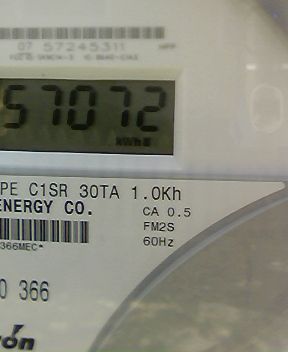 07 57245311
57072
kWh
PE C1SR 30TA 1.0Kh
ENERGY CO.
CA 0.5
FM2S
60Hz
366MEC*
0 366
ron